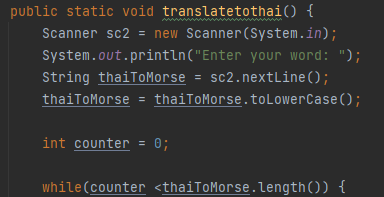 public static void translatetothai() {
Scanner sc2 = new Scanner(System.in);
System.out.println("Enter your word: ");
String thaiToMorse = sc2.nextLine();
thaiToMorse = thaiToMorse.toLowerCase();
int counter = 0;
while(counter <thaiToMorse.length()) {